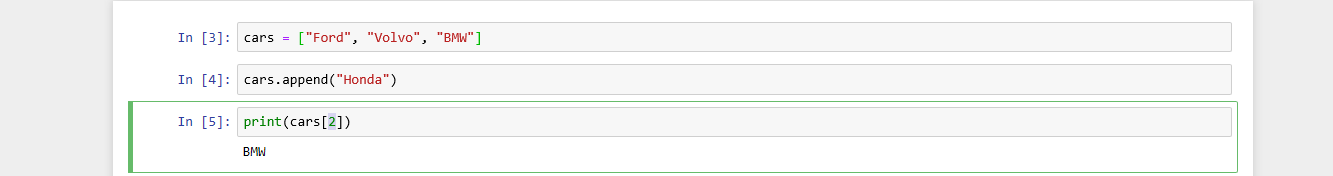 In [3]: cars = ["Ford", "Volvo", "BMW"]
In [4]: cars.append("Honda")
In [5]: print(cars[2])
BMW